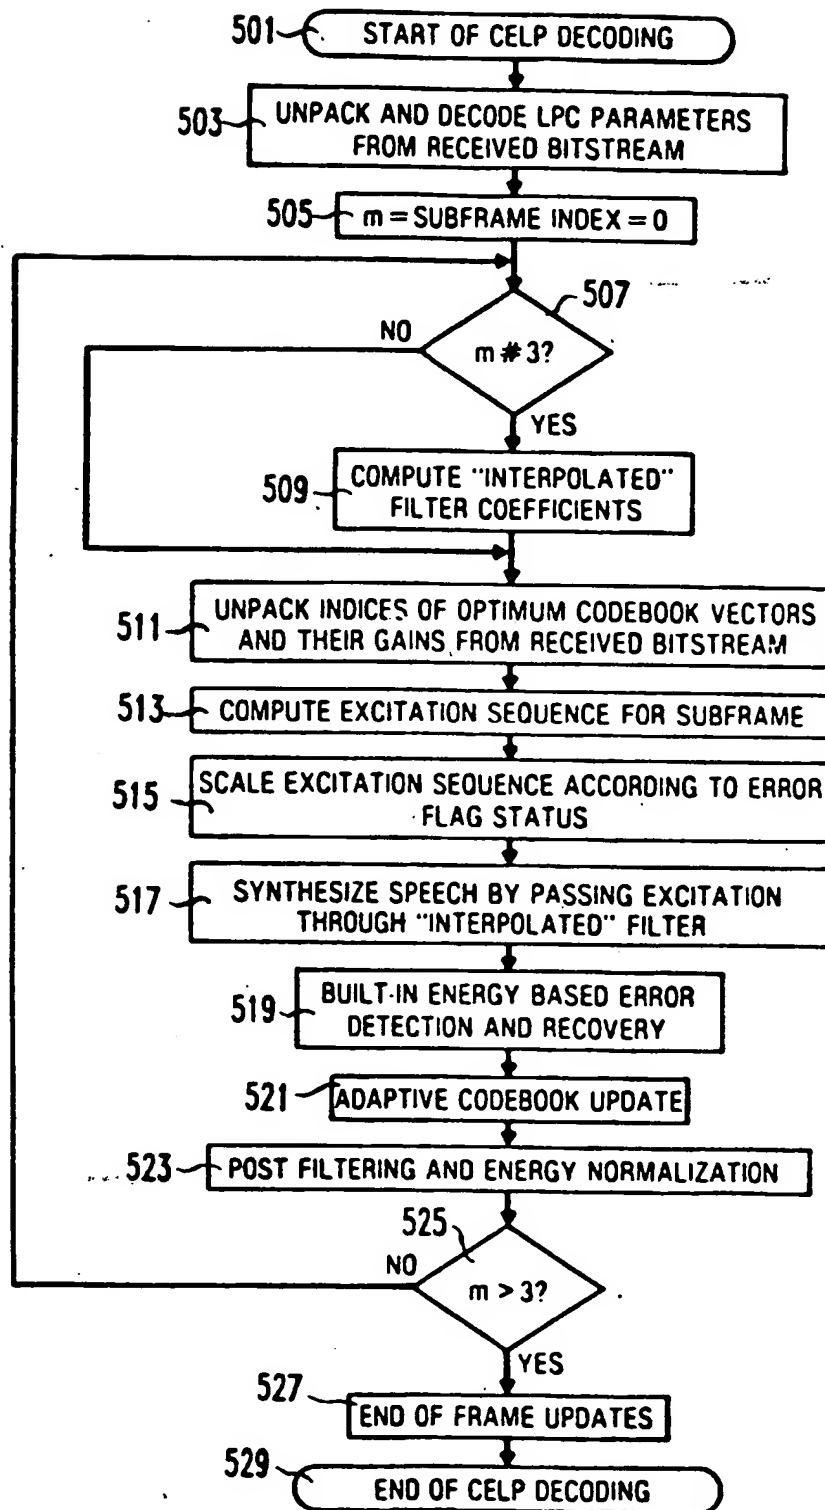 501 START OF CELP DECODING
503 UNPACK AND DECODE LPC PARAMETERS
FROM RECEIVED BITSTREAM
505 m = SUBFRAME INDEX = 0
507
NO
m # 3?
YES
509 COMPUTE "INTERPOLATED"
FILTER COEFFICIENTS
511 UNPACK INDICES OF OPTIMUM CODEBOOK VECTORS
AND THEIR GAINS FROM RECEIVED BITSTREAM
513 COMPUTE EXCITATION SEQUENCE FOR SUBFRAME
515 SCALE EXCITATION SEQUENCE ACCORDING TO ERROR
FLAG STATUS
517 SYNTHESIZE SPEECH BY PASSING EXCITATION
THROUGH "INTERPOLATED" FILTER
519 BUILT-IN ENERGY BASED ERROR
DETECTION AND RECOVERY
521 ADAPTIVE CODEBOOK UPDATE
523 POST FILTERING AND ENERGY NORMALIZATION
525
NO
m > 3?
YES
527 END OF FRAME UPDATES
529 END OF CELP DECODING